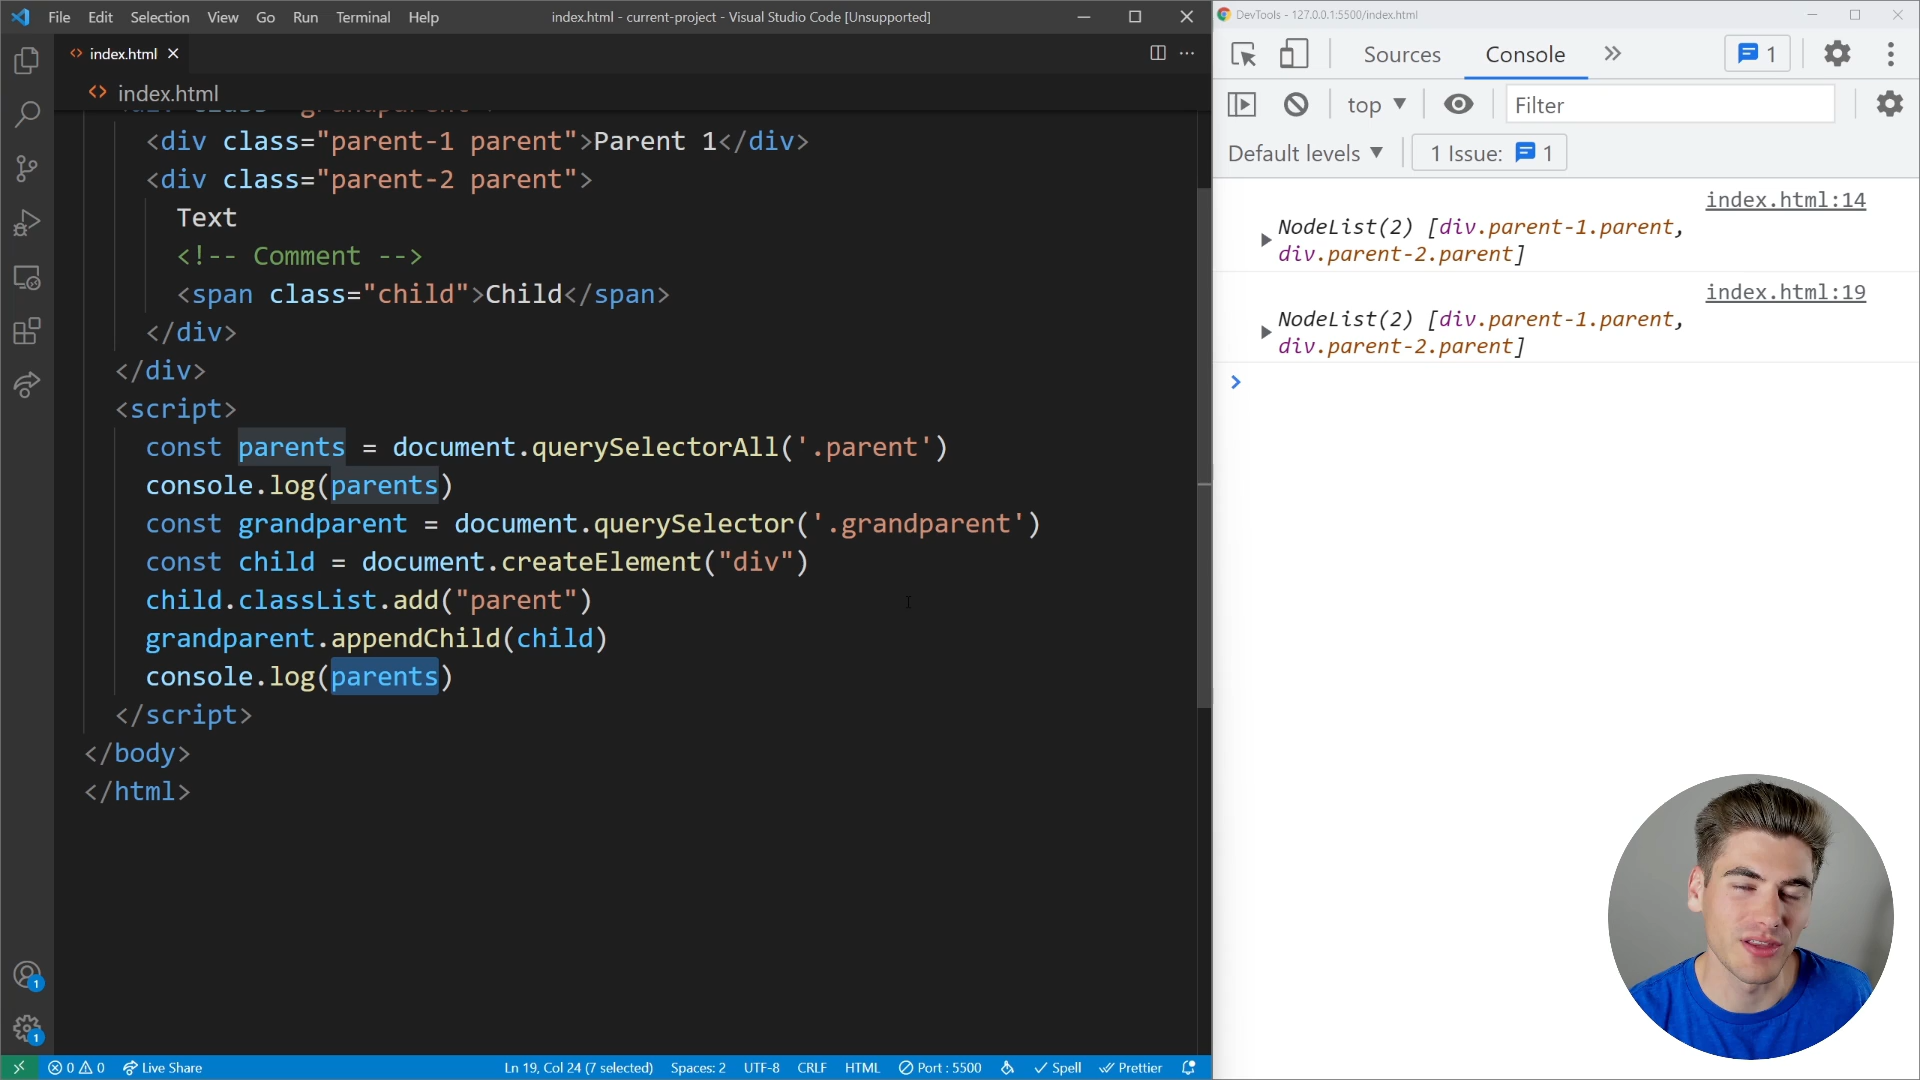 File Edit Selection View Go Run Terminal Help
index.html - current-project - Visual Studio Code [Unsupported]
index.html
index.html
<div class="parent-1 parent">Parent 1</div>
<div class="parent-2 parent">
Text
<!-- Comment -->
<span class="child">Child</span>
</div>
</div>
<script>
const parents = document.querySelectorAll('.parent')
console.log(parents)
const grandparent = document.querySelector('.grandparent')
const child = document.createElement("div")
child.classList.add("parent")
grandparent.appendChild(child)
console.log(parents)
</script>
</body>
</html>
1
1
0 0 Live Share Ln 19, Col 24 (7 selected) Spaces: 2 UTF-8 CRLF HTML Port : 5500 Spell Prettier
DevTools - 127.0.0.1:5500/index.html
Sources Console 1
top Filter
Default levels 1 Issue: 1
index.html:14
NodeList(2) [div.parent-1.parent,
div.parent-2.parent]
index.html:19
NodeList(2) [div.parent-1.parent,
div.parent-2.parent]